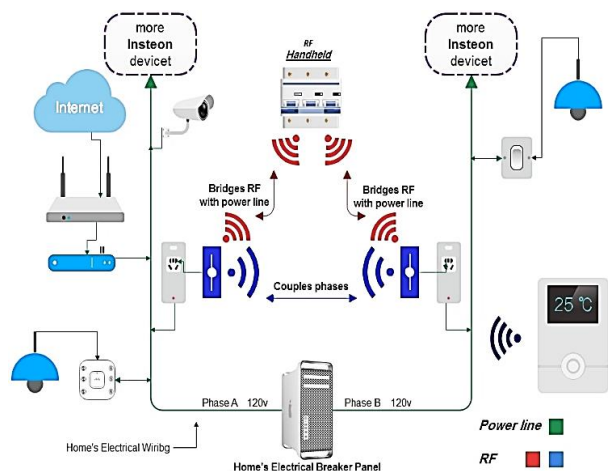 more
Insteon
devicet
RF
Handheld
more
Insteon
devicet
Internet
Bridges RF
with power line
Bridges RF
with power line
Couples phases
25 °C
Phase A 120v
Phase B 120v
Home's Electrical Wiribg
Home's Electrical Breaker Panel
Power line
RF